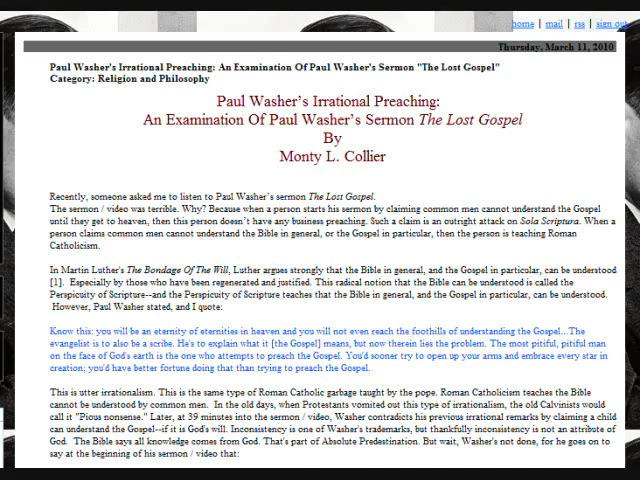 home | mail | rss | sign out
Thursday, March 11, 2010
Paul Washer's Irrational Preaching: An Examination Of Paul Washer's Sermon "The Lost Gospel"
Category: Religion and Philosophy
Paul Washer’s Irrational Preaching:
An Examination Of Paul Washer’s Sermon The Lost Gospel
By
Monty L. Collier
Recently, someone asked me to listen to Paul Washer’s sermon The Lost Gospel.
The sermon / video was terrible. Why? Because when a person starts his sermon by claiming common men cannot understand the Gospel
until they get to heaven, then this person doesn’t have any business preaching. Such a claim is an outright attack on Sola Scriptura. When a
person claims common men cannot understand the Bible in general, or the Gospel in particular, then the person is teaching Roman
Catholicism.
In Martin Luther’s The Bondage Of The Will, Luther argues strongly that the Bible in general, and the Gospel in particular, can be understood
[1]. Especially by those who have been regenerated and justified. This radical notion that the Bible can be understood is called the
Perspicuity of Scripture--and the Perspicuity of Scripture teaches that the Bible in general, and the Gospel in particular, can be understood.
However, Paul Washer stated, and I quote:
Know this: you will be an eternity of eternities in heaven and you will not even reach the foothills of understanding the Gospel...The
evangelist is to also be a scribe. He's to explain what it [the Gospel] means, but now therein lies the problem. The most pitiful, pitiful man
on the face of God's earth is the one who attempts to preach the Gospel. You'd sooner try to open up your arms and embrace every star in
creation; you'd have better fortune doing that than trying to preach the Gospel.
This is utter irrationalism. This is the same type of Roman Catholic garbage taught by the pope. Roman Catholicism teaches the Bible
cannot be understood by common men. In the old days, when Protestants vomited out this type of irrationalism, the old Calvinists would
call it "Pious nonsense." Later, at 39 minutes into the sermon / video, Washer contradicts his previous irrational remarks by claiming a child
can understand the Gospel--if it is God's will. Inconsistency is one of Washer's trademarks, but thankfully inconsistency is not an attribute of
God. The Bible says all knowledge comes from God. That's part of Absolute Predestination. But wait, Washer's not done, for he goes on to
say at the beginning of his sermon / video that: